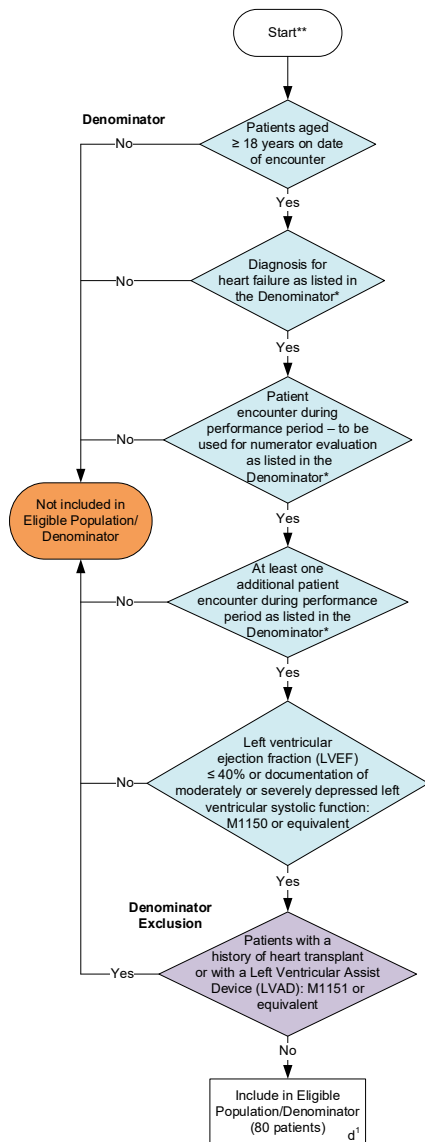 Start**
Denominator
Patients aged
≥ 18 years on date
of encounter
No
Yes
Diagnosis for
heart failure as listed in
the Denominator*
No
Yes
Patient
encounter during
performance period – to be
used for numerator evaluation
as listed in the
Denominator*
No
Not included in
Eligible Population/
Denominator
Yes
At least one
additional patient
encounter during performance
period as listed in the
Denominator*
No
Yes
Left ventricular
ejection fraction (LVEF)
≤ 40% or documentation of
moderately or severely depressed left
ventricular systolic function:
M1150 or equivalent
No
Yes
Denominator
Exclusion
Patients with a
history of heart transplant
or with a Left Ventricular Assist
Device (LVAD): M1151 or
equivalent
Yes
No
Include in Eligible
Population/Denominator
(80 patients)
d¹